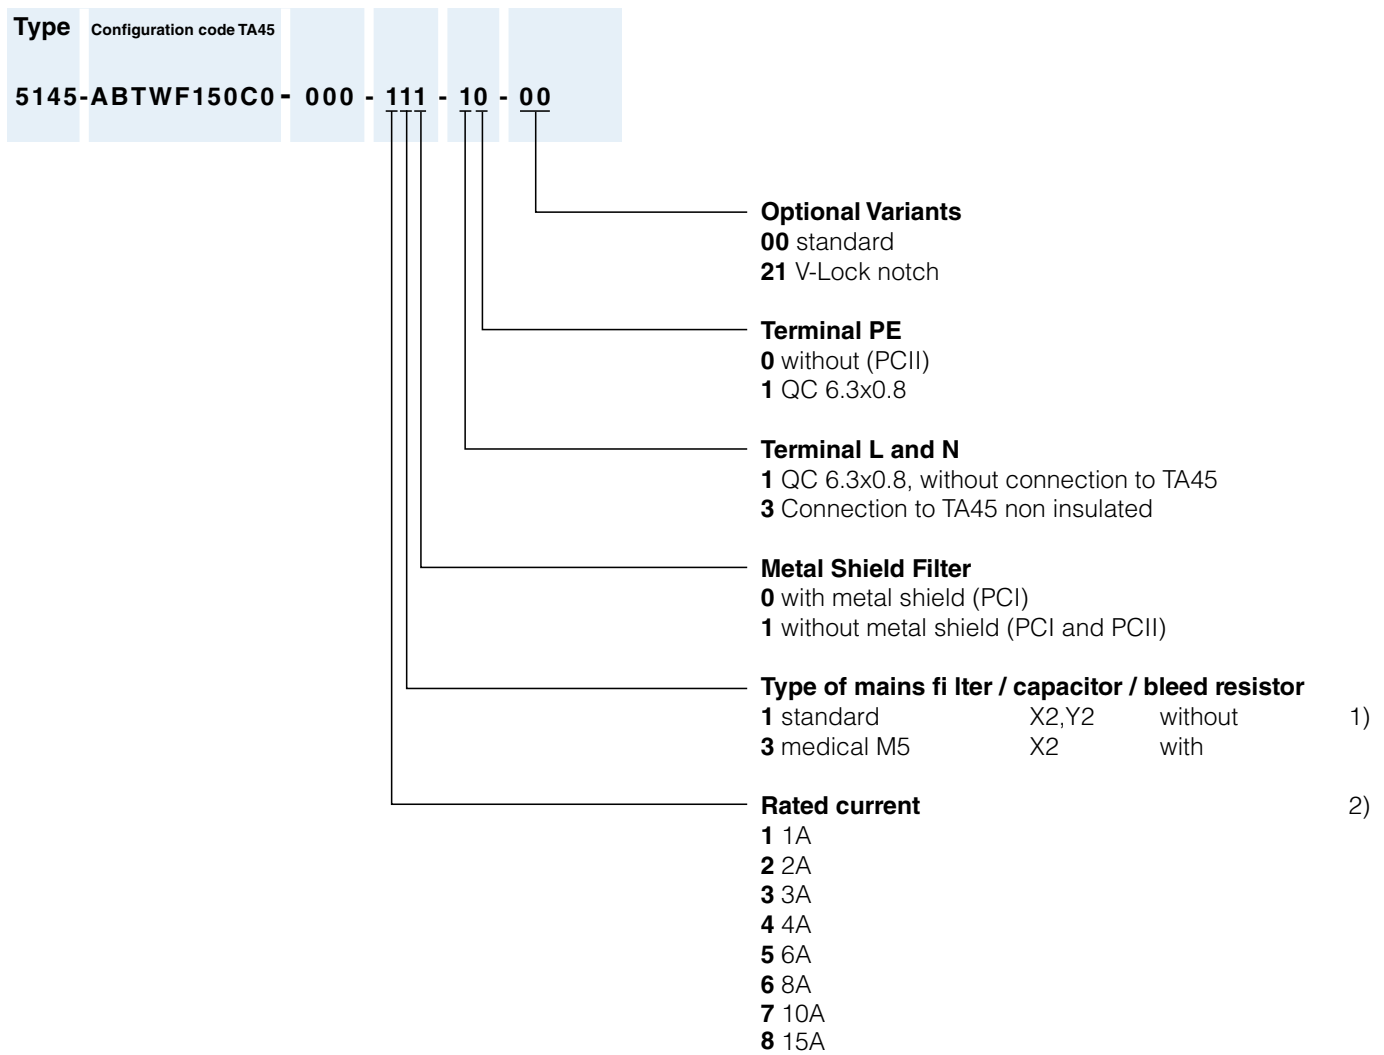 Type Configuration code TA45
5145-ABTWF150C0- 000 - 111 - 10 - 00
Optional Variants
00 standard
21 V-Lock notch
Terminal PE
0 without (PCII)
1 QC 6.3x0.8
Terminal L and N
1 QC 6.3x0.8, without connection to TA45
3 Connection to TA45 non insulated
Metal Shield Filter
0 with metal shield (PCI)
1 without metal shield (PCI and PCII)
Type of mains fi lter / capacitor / bleed resistor
1 standard X2,Y2 without 1)
3 medical M5 X2 with
Rated current 2)
1 1A
2 2A
3 3A
4 4A
5 6A
6 8A
7 10A
8 15A